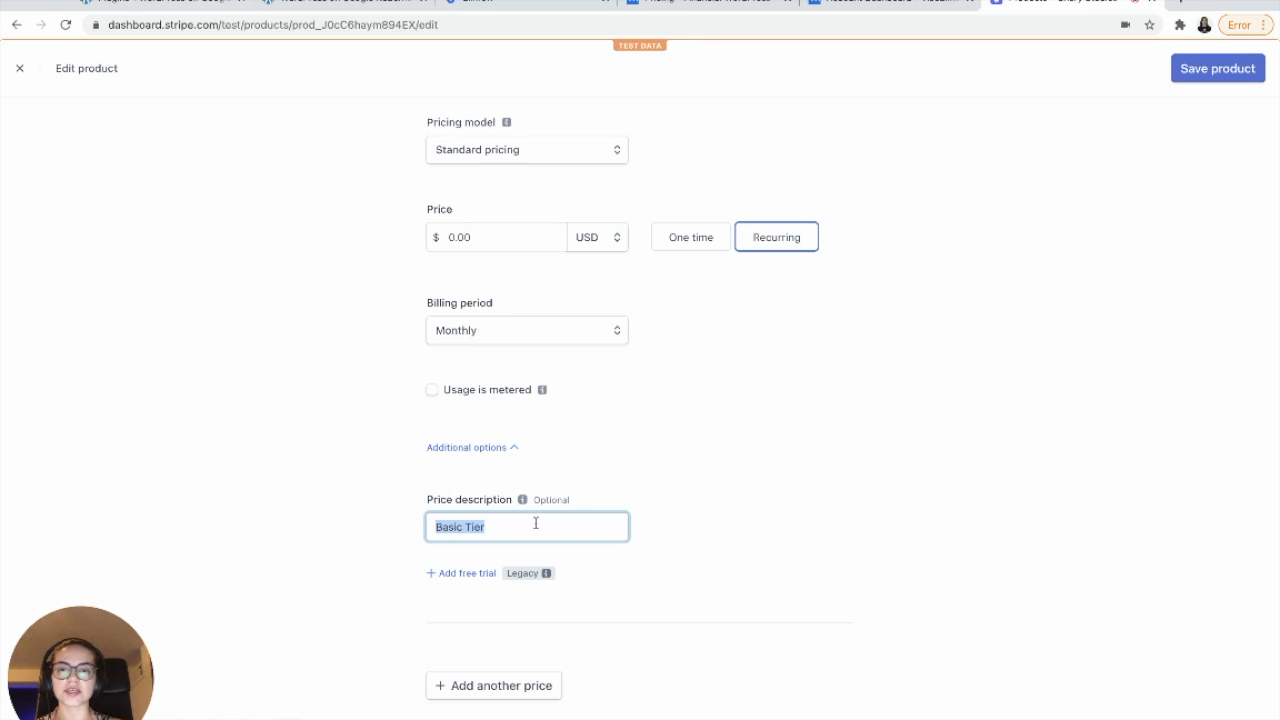 dashboard.stripe.com/test/products/prod_J0cC6haym894EX/edit
Error
TEST DATA
Edit product
Save product
Pricing model
Standard pricing
Price
$ 0.00 USD One time Recurring
Billing period
Monthly
Usage is metered
Additional options
Price description Optional
Basic Tier
+ Add free trial Legacy
+ Add another price